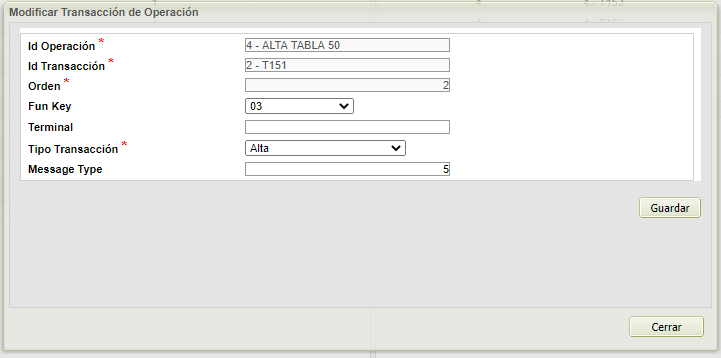 Modificar Transacción de Operación
Id Operación * 4 - ALTA TABLA 50
Id Transacción * 2 - T151
Orden * 2
Fun Key 03
Terminal
Tipo Transacción * Alta
Message Type 5
Guardar
Cerrar